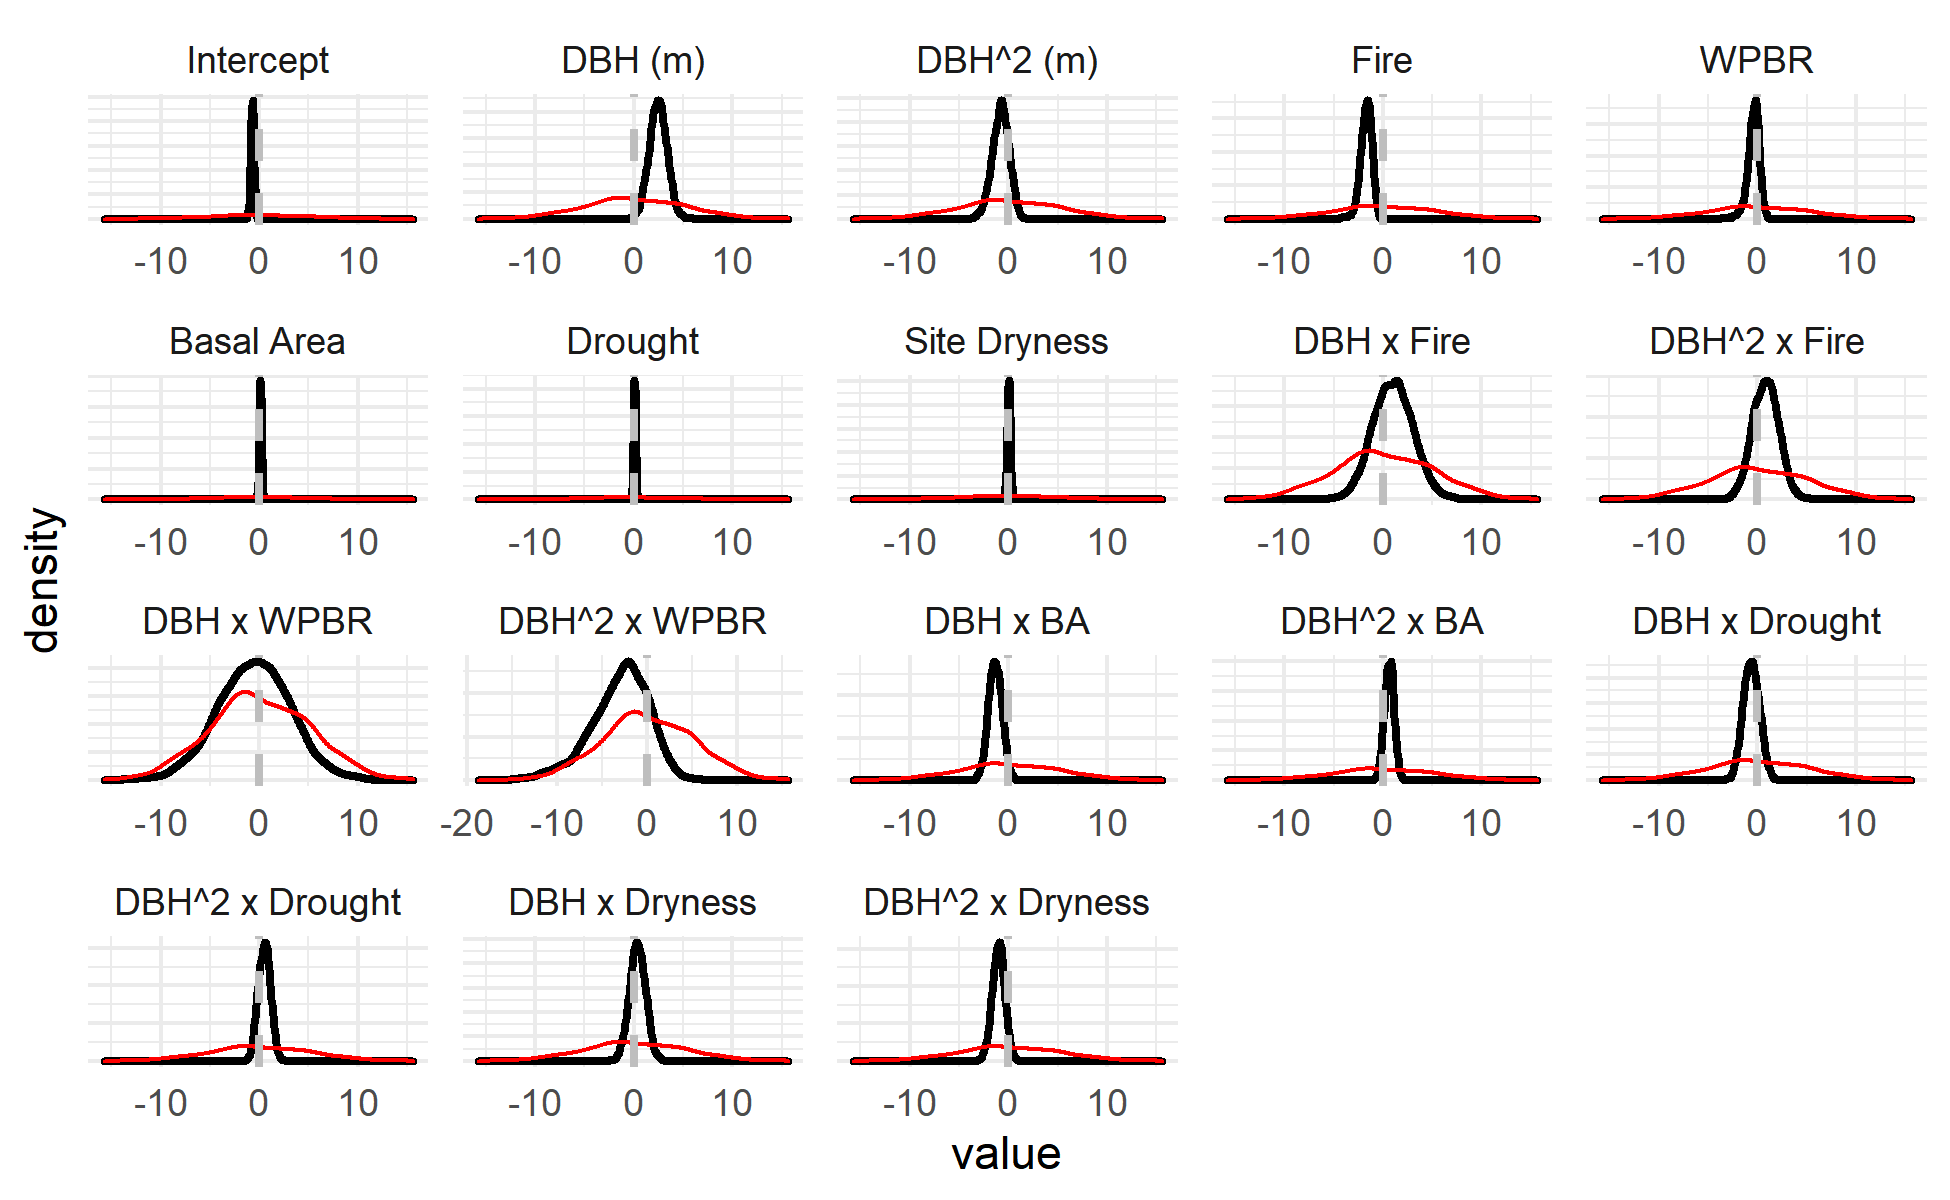 Intercept DBH (m) DBH^2 (m) Fire WPBR
-10 0 10 -10 0 10 -10 0 10 -10 0 10 -10 0 10
Basal Area Drought Site Dryness DBH x Fire DBH^2 x Fire
-10 0 10 -10 0 10 -10 0 10 -10 0 10 -10 0 10
density
DBH x WPBR DBH^2 x WPBR DBH x BA DBH^2 x BA DBH x Drought
-10 0 10 -20 -10 0 10 -10 0 10 -10 0 10 -10 0 10
DBH^2 x Drought DBH x Dryness DBH^2 x Dryness
-10 0 10 -10 0 10 -10 0 10
value